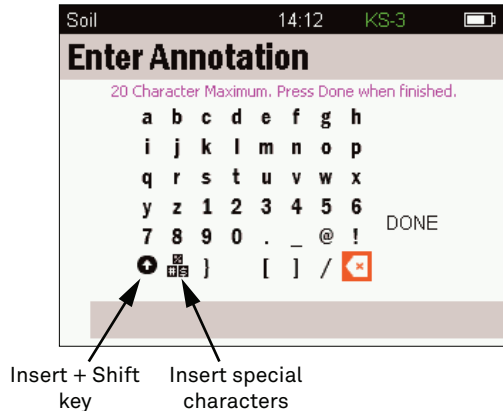 Soil 14:12 KS-3
Enter Annotation
20 Character Maximum. Press Done when finished.
a b c d e f g h
i j k l m n o p
q r s t u v w x
y z 1 2 3 4 5 6
DONE
7 8 9 0 . _ @ !
% # $ } [ ] /
Insert + Shift key
Insert special characters